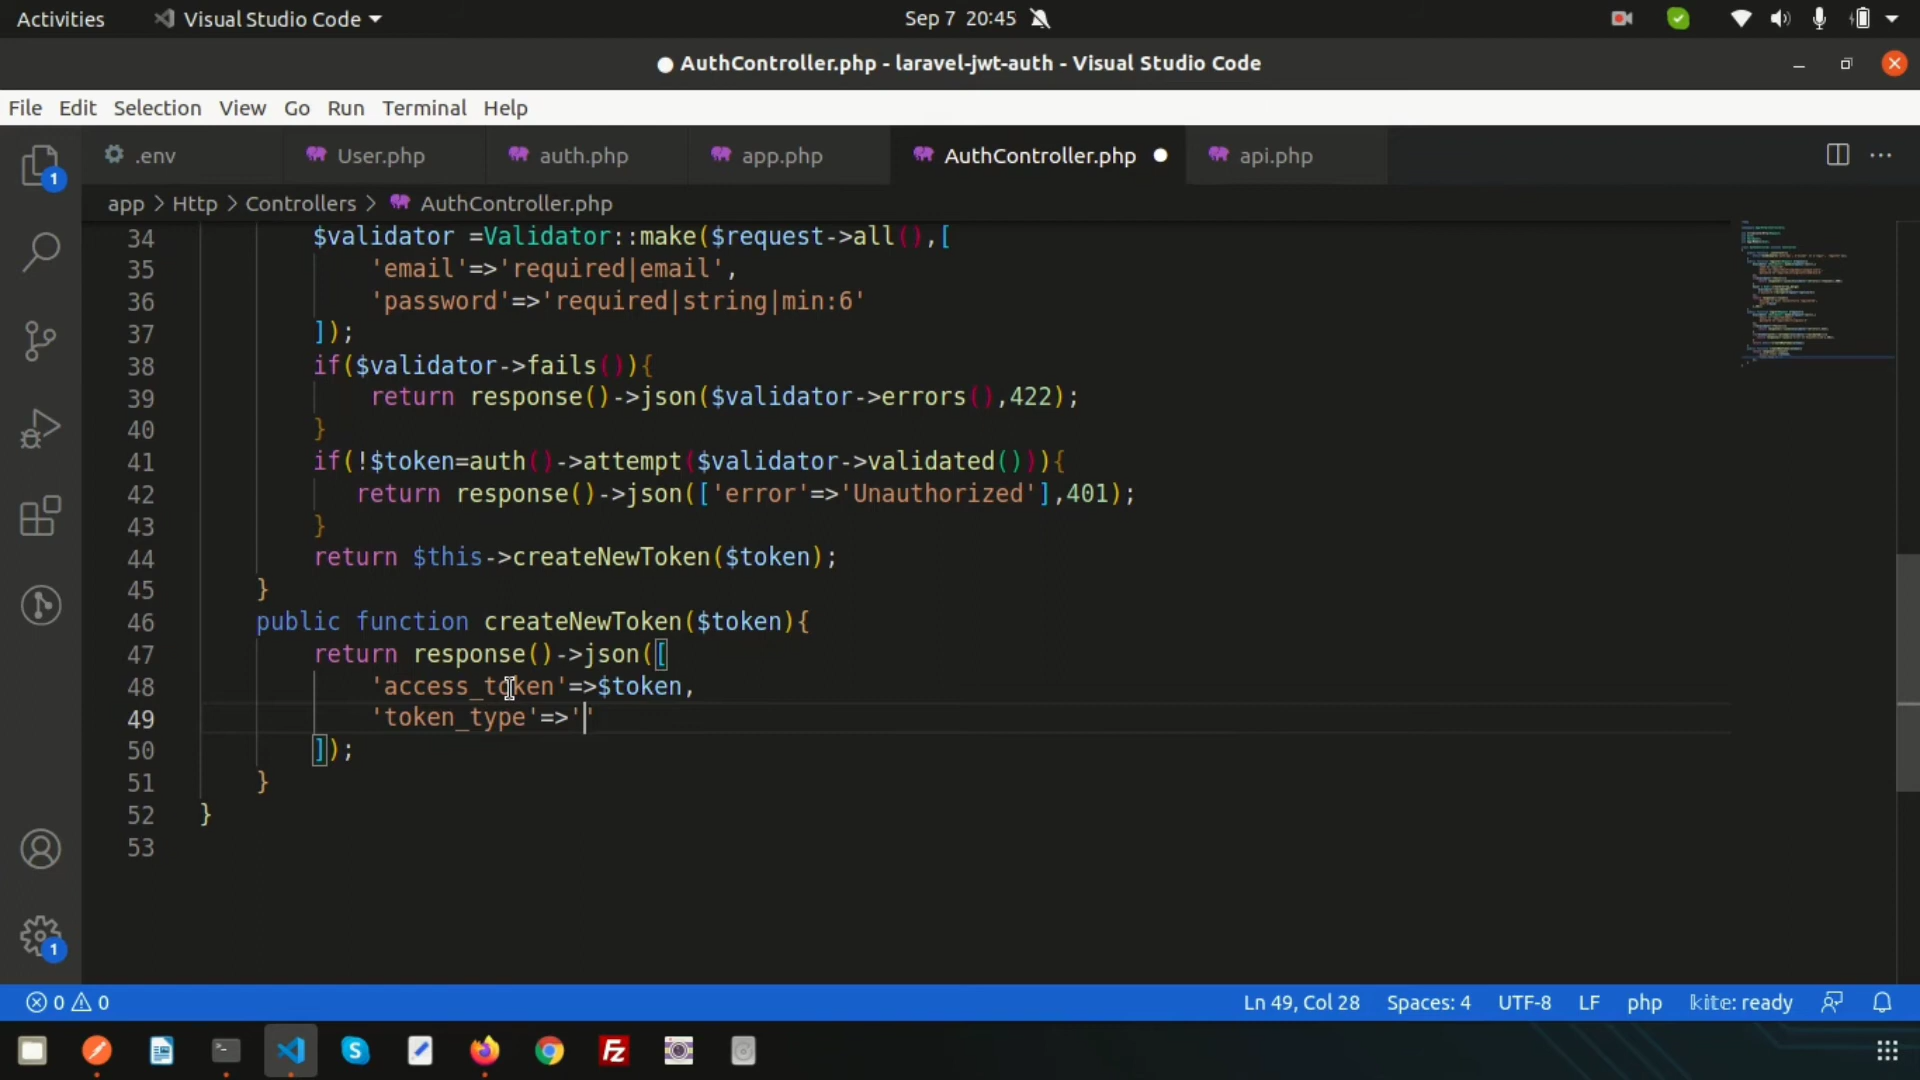 Activities Visual Studio Code Sep 7 20:45
AuthController.php - laravel-jwt-auth - Visual Studio Code
File Edit Selection View Go Run Terminal Help
.env User.php auth.php app.php AuthController.php api.php
app > Http > Controllers > AuthController.php
34 $validator =Validator::make($request->all(),[
35 'email'=>'required|email',
36 'password'=>'required|string|min:6'
37 ]);
38 if($validator->fails()){
39 return response()->json($validator->errors(),422);
40 }
41 if(!$token=auth()->attempt($validator->validated())){
42 return response()->json(['error'=>'Unauthorized'],401);
43 }
44 return $this->createNewToken($token);
45 }
46 public function createNewToken($token){
47 return response()->json([
48 'access_token'=>$token,
49 'token_type'=>''
50 ]);
51 }
52 }
53
1
1
0 0 Ln 49, Col 28 Spaces: 4 UTF-8 LF php kite: ready